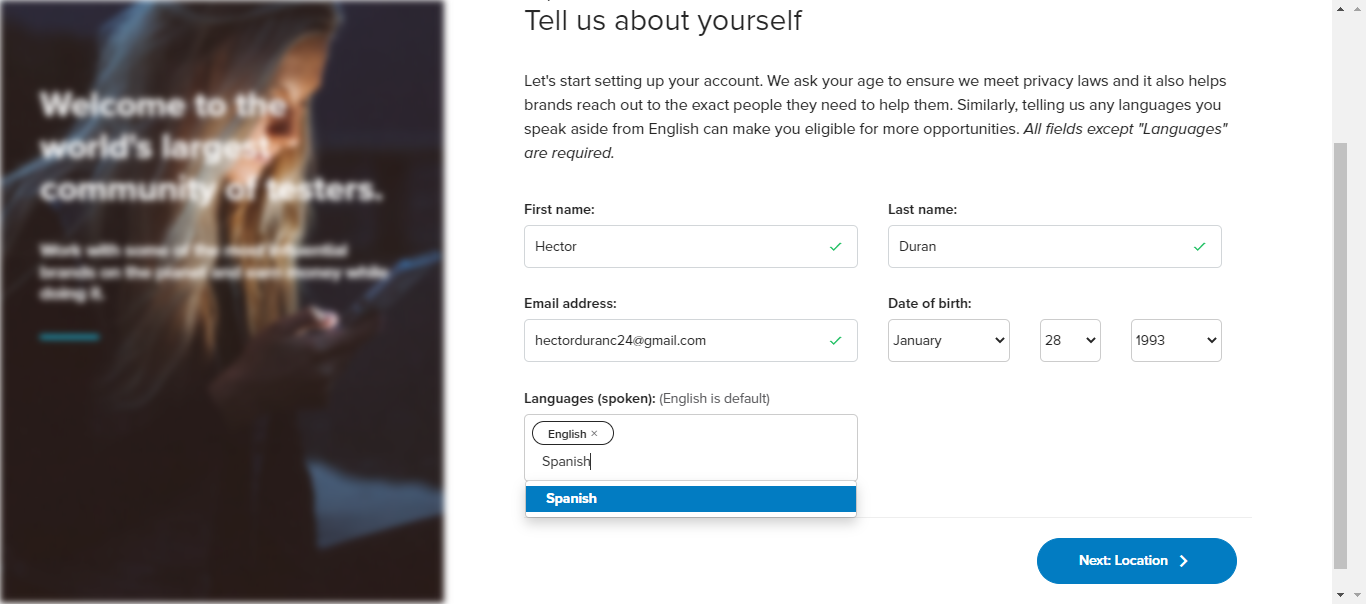 Welcome to the
world's largest
community of testers.
Work with some of the most influential
brands on the planet and earn money while
doing it.
Tell us about yourself
Let's start setting up your account. We ask your age to ensure we meet privacy laws and it also helps
brands reach out to the exact people they need to help them. Similarly, telling us any languages you
speak aside from English can make you eligible for more opportunities. All fields except "Languages"
are required.
First name:
Last name:
Hector
Duran
Email address:
Date of birth:
hectorduranc24@gmail.com
January
28
1993
Languages (spoken): (English is default)
English ×
Spanish
Spanish
Next: Location